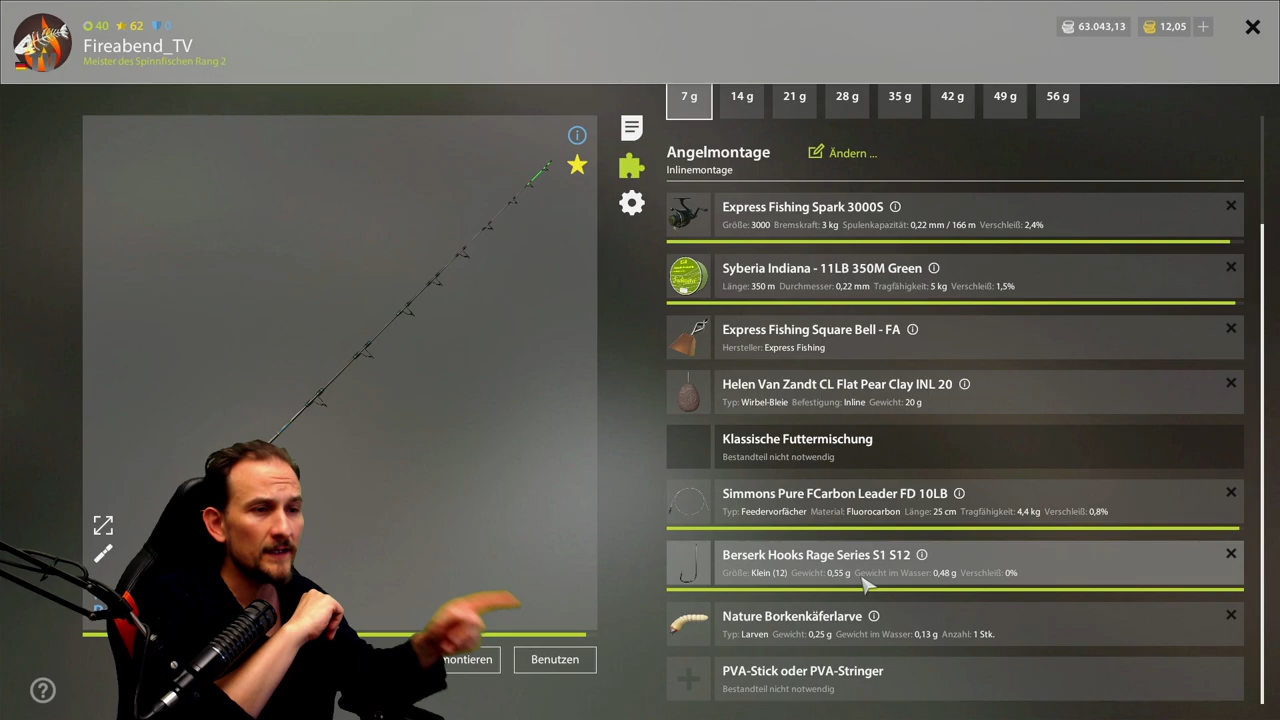 40 62 0
Fireabend_TV
Meister des Spinnfischen Rang 2
63.043,13 12,05 +
7 g 14 g 21 g 28 g 35 g 42 g 49 g 56 g
Angelmontage Ändern ...
Inlinemontage
Express Fishing Spark 3000S
Größe: 3000 Bremskraft: 3 kg Spulenkapazität: 0,22 mm / 166 m Verschleiß: 2,4%
Syberia Indiana - 11LB 350M Green
Länge: 350 m Durchmesser: 0,22 mm Tragfähigkeit: 5 kg Verschleiß: 1,5%
Express Fishing Square Bell - FA
Hersteller: Express Fishing
Helen Van Zandt CL Flat Pear Clay INL 20
Typ: Wirbel-Bleie Befestigung: Inline Gewicht: 20 g
Klassische Futtermischung
Bestandteil nicht notwendig
Simmons Pure FCarbon Leader FD 10LB
Typ: Feedervorfächer Material: Fluorocarbon Länge: 25 cm Tragfähigkeit: 4,4 kg Verschleiß: 0,8%
Berserk Hooks Rage Series S1 S12
Größe: Klein (12) Gewicht: 0,55 g Gewicht im Wasser: 0,48 g Verschleiß: 0%
Nature Borkenkäferlarve
Typ: Larven Gewicht: 0,25 g Gewicht im Wasser: 0,13 g Anzahl: 1 Stk.
PVA-Stick oder PVA-Stringer
Bestandteil nicht notwendig
montieren Benutzen